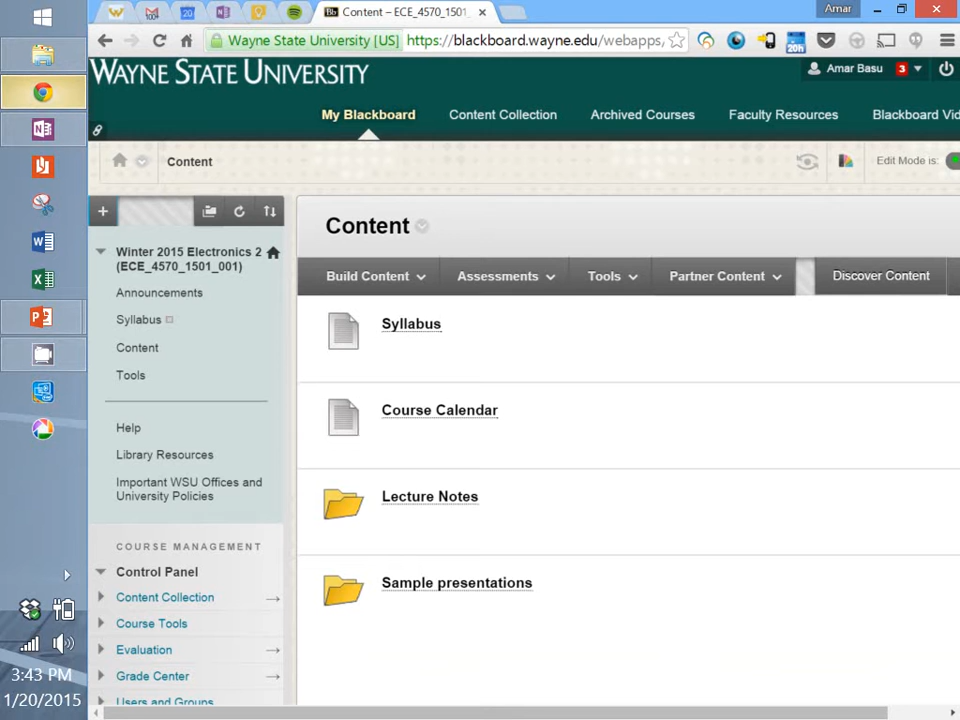 Content – ECE_4570_1501_
Amar
Wayne State University [US]
https://blackboard.wayne.edu/webapps,
20h
WAYNE STATE UNIVERSITY
Amar Basu 3
My Blackboard
Content Collection
Archived Courses
Faculty Resources
Blackboard Vid
Content
Edit Mode is:
Winter 2015 Electronics 2
(ECE_4570_1501_001)
Announcements
Syllabus
Content
Tools
Help
Library Resources
Important WSU Offices and
University Policies
COURSE MANAGEMENT
Control Panel
Content Collection
Course Tools
Evaluation
Grade Center
Users and Groups
Content
Build Content
Assessments
Tools
Partner Content
Discover Content
Syllabus
Course Calendar
Lecture Notes
Sample presentations
3:43 PM
1/20/2015